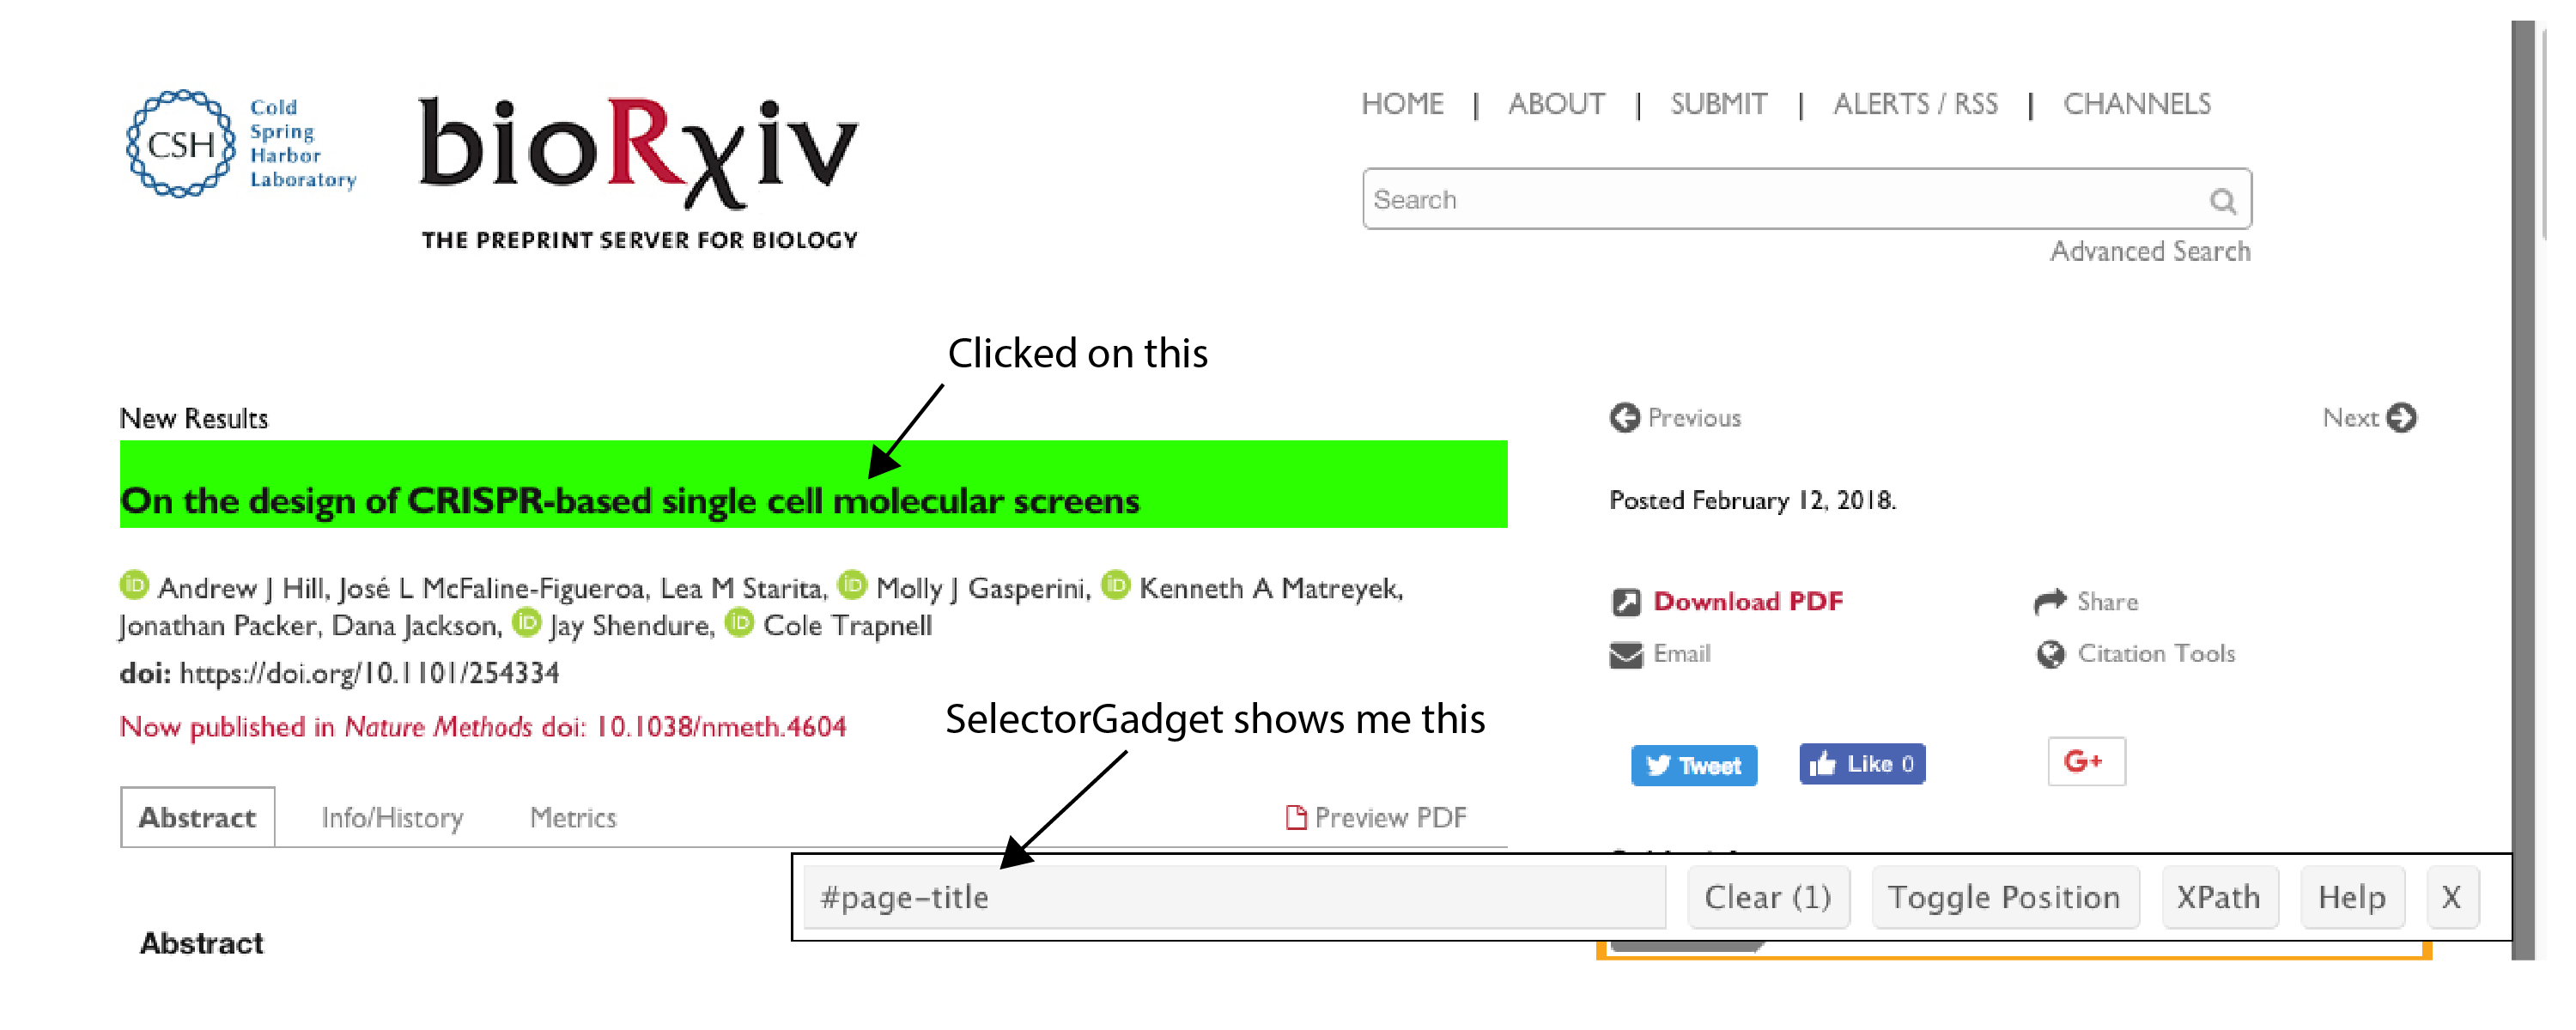 CSH
Cold
Spring
Harbor
Laboratory
bioRχiv
THE PREPRINT SERVER FOR BIOLOGY
HOME | ABOUT | SUBMIT | ALERTS / RSS | CHANNELS
Search
Advanced Search
Clicked on this
New Results
On the design of CRISPR-based single cell molecular screens
iD Andrew J Hill, José L McFaline-Figueroa, Lea M Starita, iD Molly J Gasperini, iD Kenneth A Matreyek,
Jonathan Packer, Dana Jackson, iD Jay Shendure, iD Cole Trapnell
doi: https://doi.org/10.1101/254334
Now published in Nature Methods doi: 10.1038/nmeth.4604
SelectorGadget shows me this
Abstract Info/History Metrics Preview PDF
Previous Next
Posted February 12, 2018.
Download PDF Share
Email Citation Tools
Tweet Like 0 G+
#page-title Clear (1) Toggle Position XPath Help X
Abstract